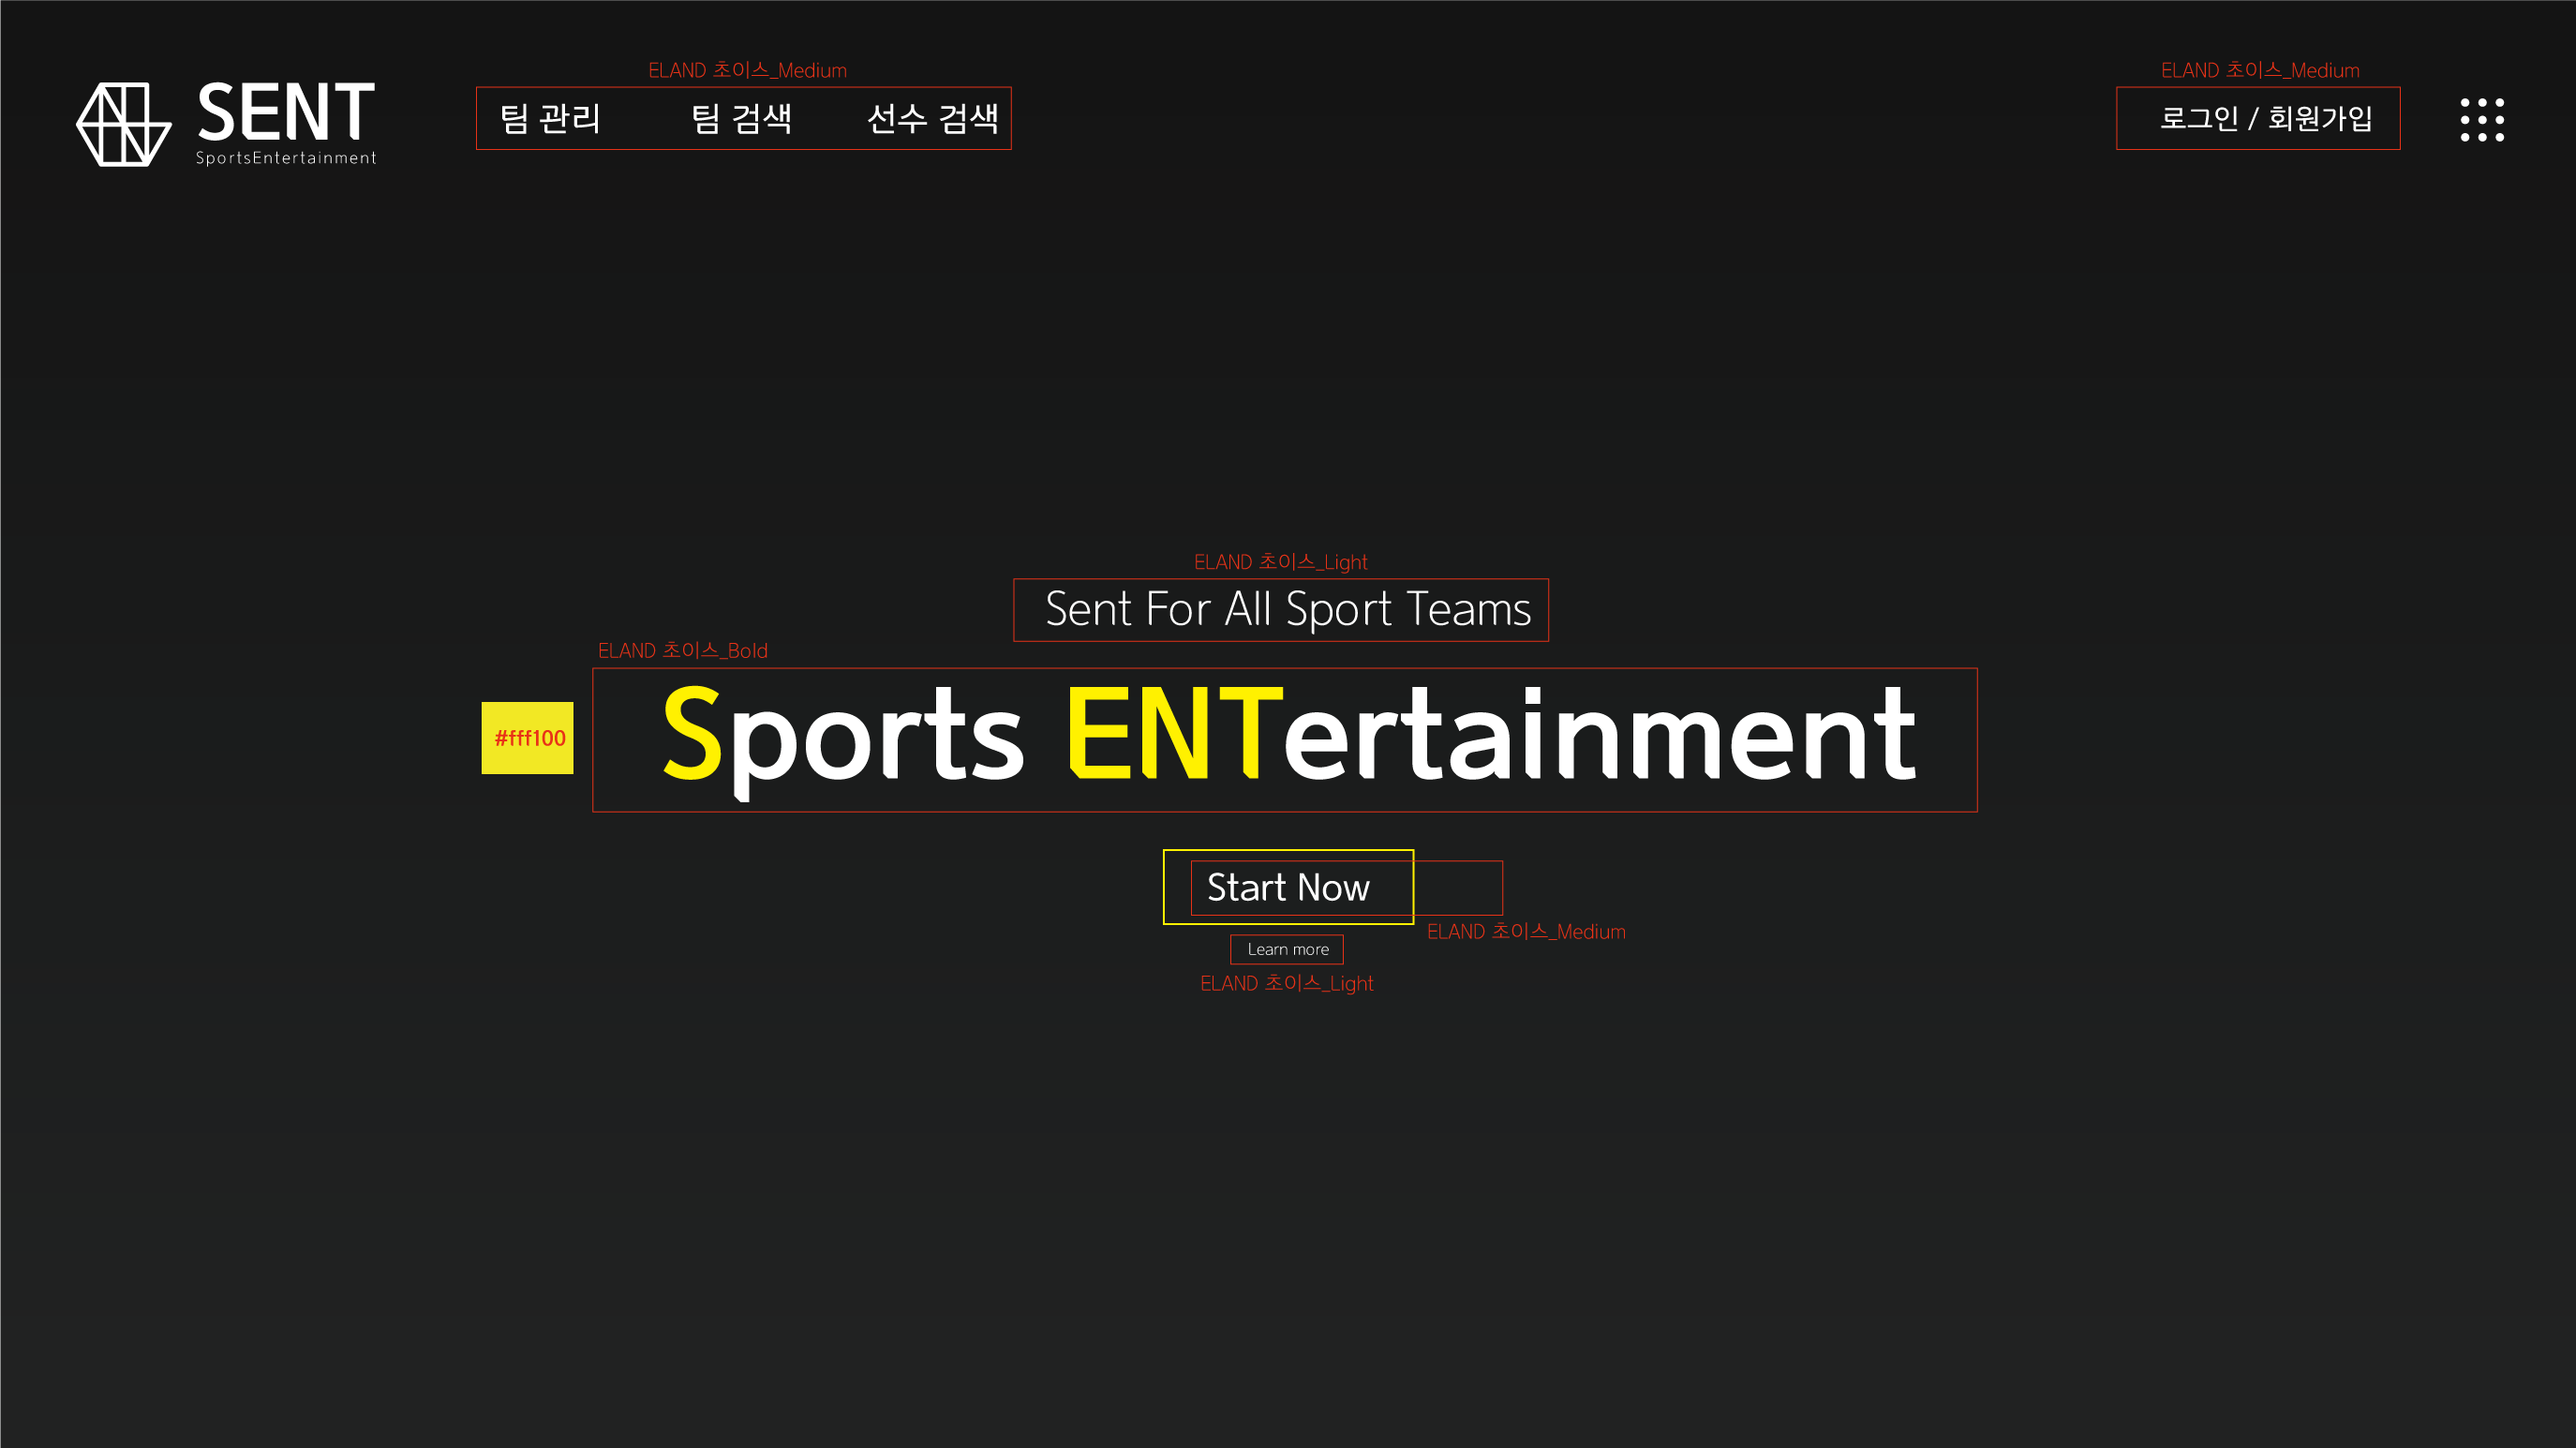 ELAND 초이스_Medium
ELAND 초이스_Medium
SENT
SportsEntertainment
팀 관리
팀 검색
선수 검색
로그인 / 회원가입
ELAND 초이스_Light
Sent For All Sport Teams
ELAND 초이스_Bold
#fff100
Sports ENTertainment
Start Now
ELAND 초이스_Medium
Learn more
ELAND 초이스_Light